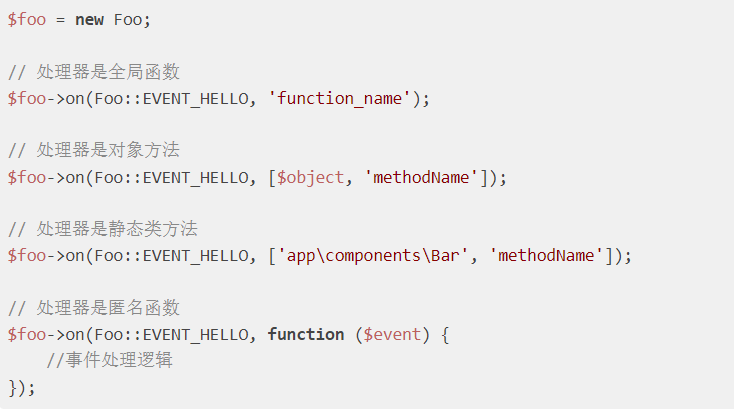 $foo = new Foo;
// 处理器是全局函数
$foo->on(Foo::EVENT_HELLO, 'function_name');
// 处理器是对象方法
$foo->on(Foo::EVENT_HELLO, [$object, 'methodName']);
// 处理器是静态类方法
$foo->on(Foo::EVENT_HELLO, ['app\components\Bar', 'methodName']);
// 处理器是匿名函数
$foo->on(Foo::EVENT_HELLO, function ($event) {
    //事件处理逻辑
});